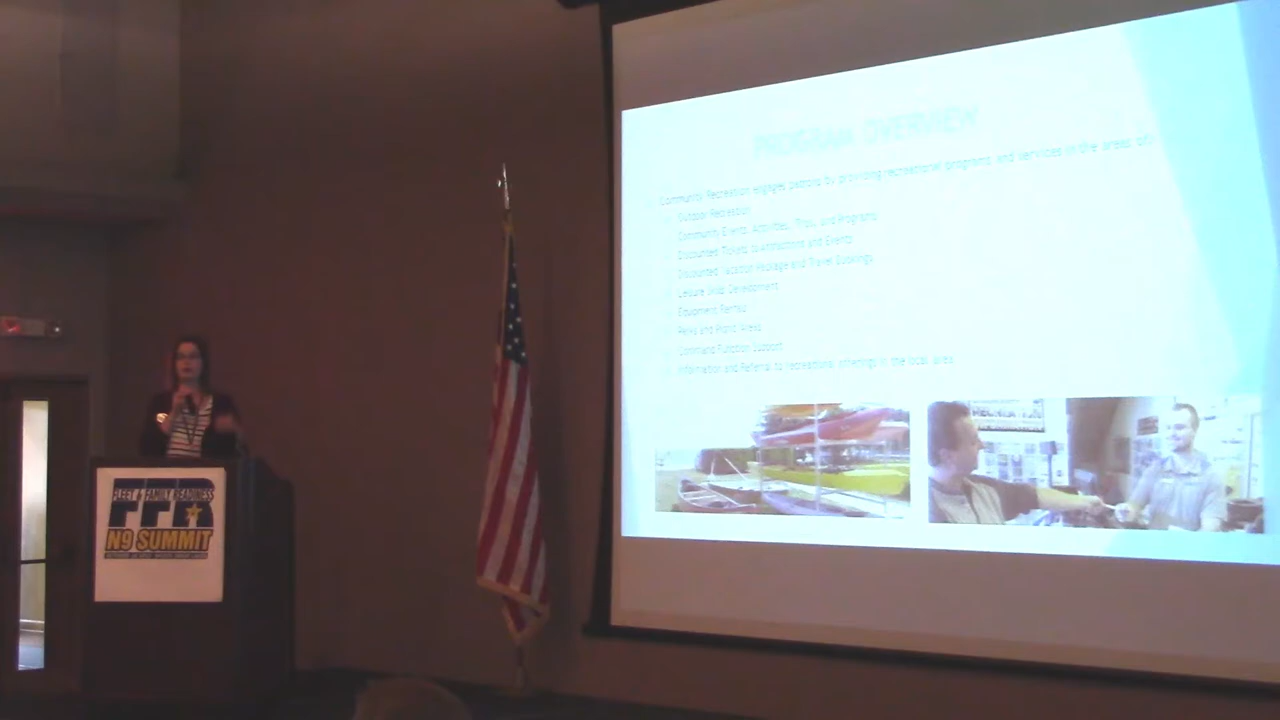 PROGRAM OVERVIEW
Community Recreation engages patrons by providing recreational programs and services in the areas of:
Outdoor Recreation
Community Events, Activities, Trips, and Programs
Discounted Tickets to Attractions and Events
Discounted Vacation Package and Travel Bookings
Leisure Skills Development
Equipment Rental
Parks and Picnic Areas
Command Function Support
Information and Referral to recreational offerings in the local area
FLEET & FAMILY READINESS
FFR
N9 SUMMIT